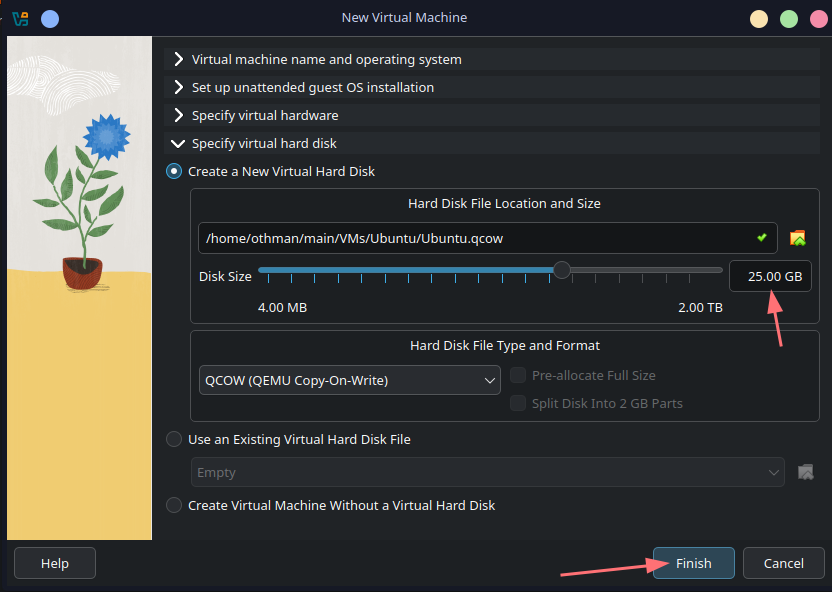 New Virtual Machine
Virtual machine name and operating system
Set up unattended guest OS installation
Specify virtual hardware
Specify virtual hard disk
Create a New Virtual Hard Disk
Hard Disk File Location and Size
/home/othman/main/VMs/Ubuntu/Ubuntu.qcow
Disk Size
25.00 GB
4.00 MB
2.00 TB
Hard Disk File Type and Format
QCOW (QEMU Copy-On-Write)
Pre-allocate Full Size
Split Disk Into 2 GB Parts
Use an Existing Virtual Hard Disk File
Empty
Create Virtual Machine Without a Virtual Hard Disk
Help
Finish
Cancel